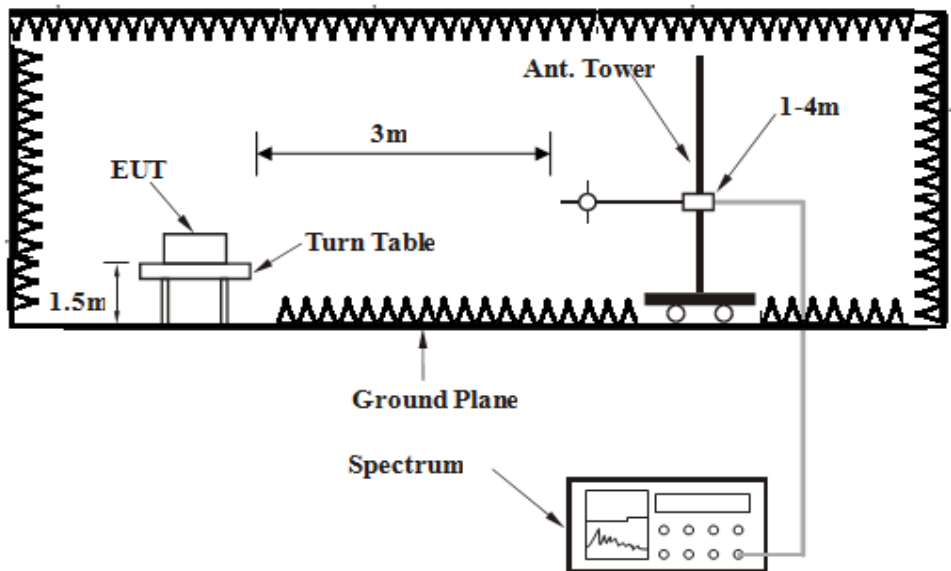 Ant. Tower
1-4m
3m
EUT
Turn Table
1.5m
Ground Plane
Spectrum